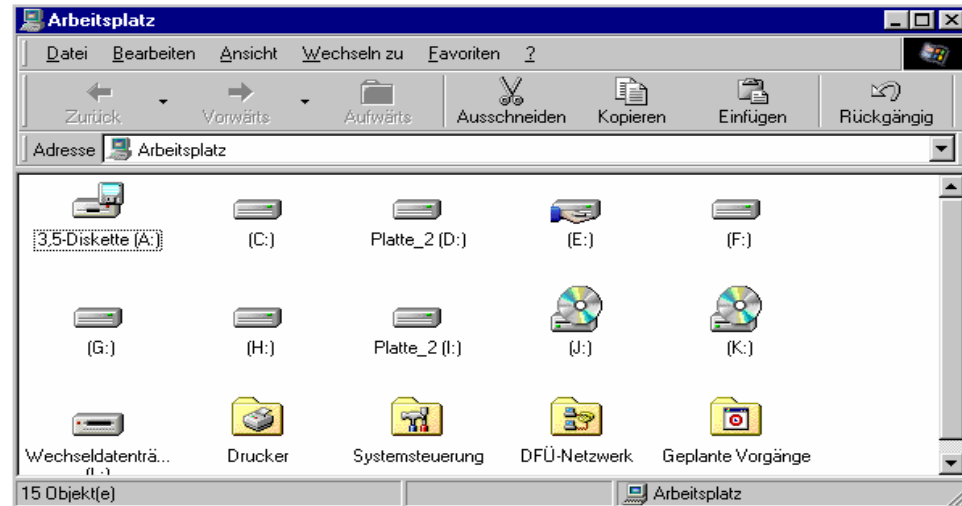 Arbeitsplatz
Datei Bearbeiten Ansicht Wechseln zu Favoriten ?
Zurück Vorwärts Aufwärts Ausschneiden Kopieren Einfügen Rückgängig
Adresse Arbeitsplatz
3,5-Diskette (A:) (C:) Platte_2 (D:) (E:) (F:)
(G:) (H:) Platte_2 (I:) (J:) (K:)
Wechseldatenträ... Drucker Systemsteuerung DFÜ-Netzwerk Geplante Vorgänge
(L:)
15 Objekt(e) Arbeitsplatz